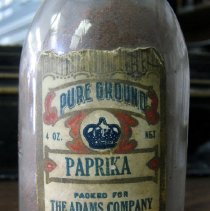 PURE GROUND
4 OZ. NET
PAPRIKA
PACKED FOR
THE ADAMS COMPANY